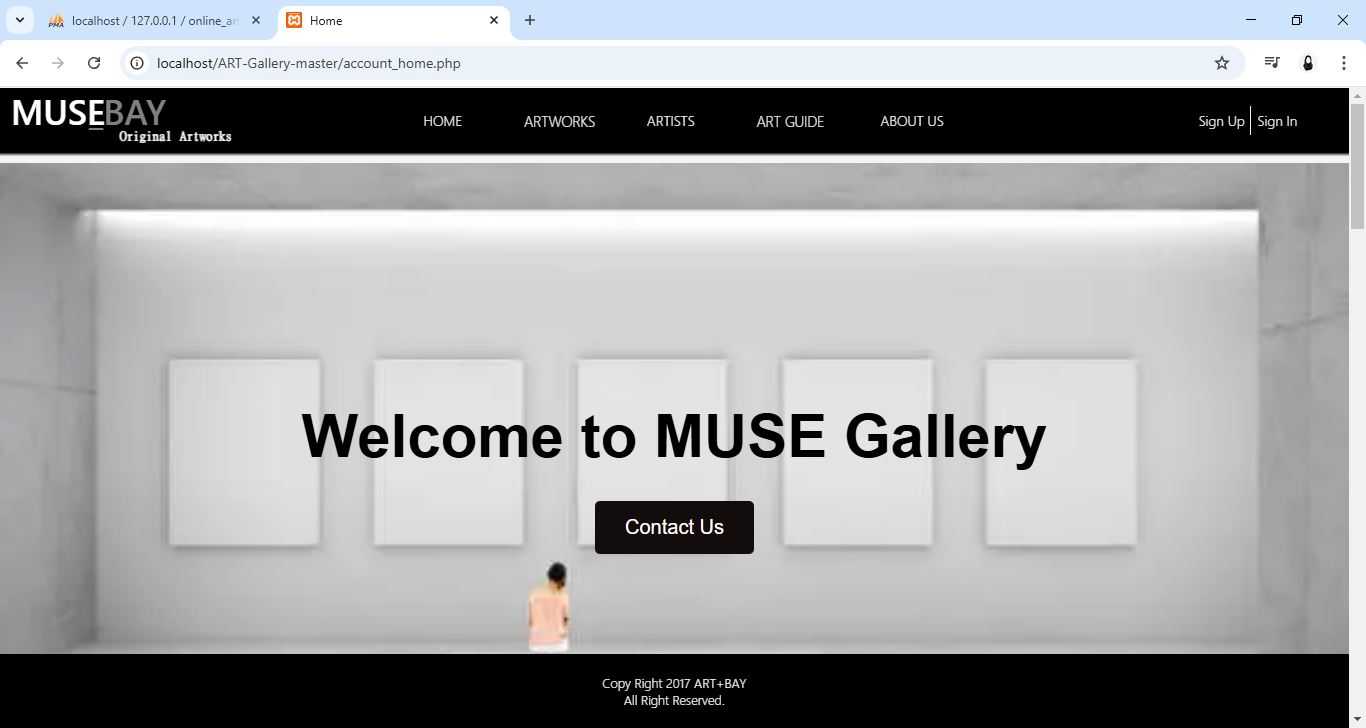 localhost / 127.0.0.1 / online_ar
Home
localhost/ART-Gallery-master/account_home.php
MUSEBAY
Original Artworks
HOME ARTWORKS ARTISTS ART GUIDE ABOUT US
Sign Up Sign In
Welcome to MUSE Gallery
Contact Us
Copy Right 2017 ART+BAY
All Right Reserved.